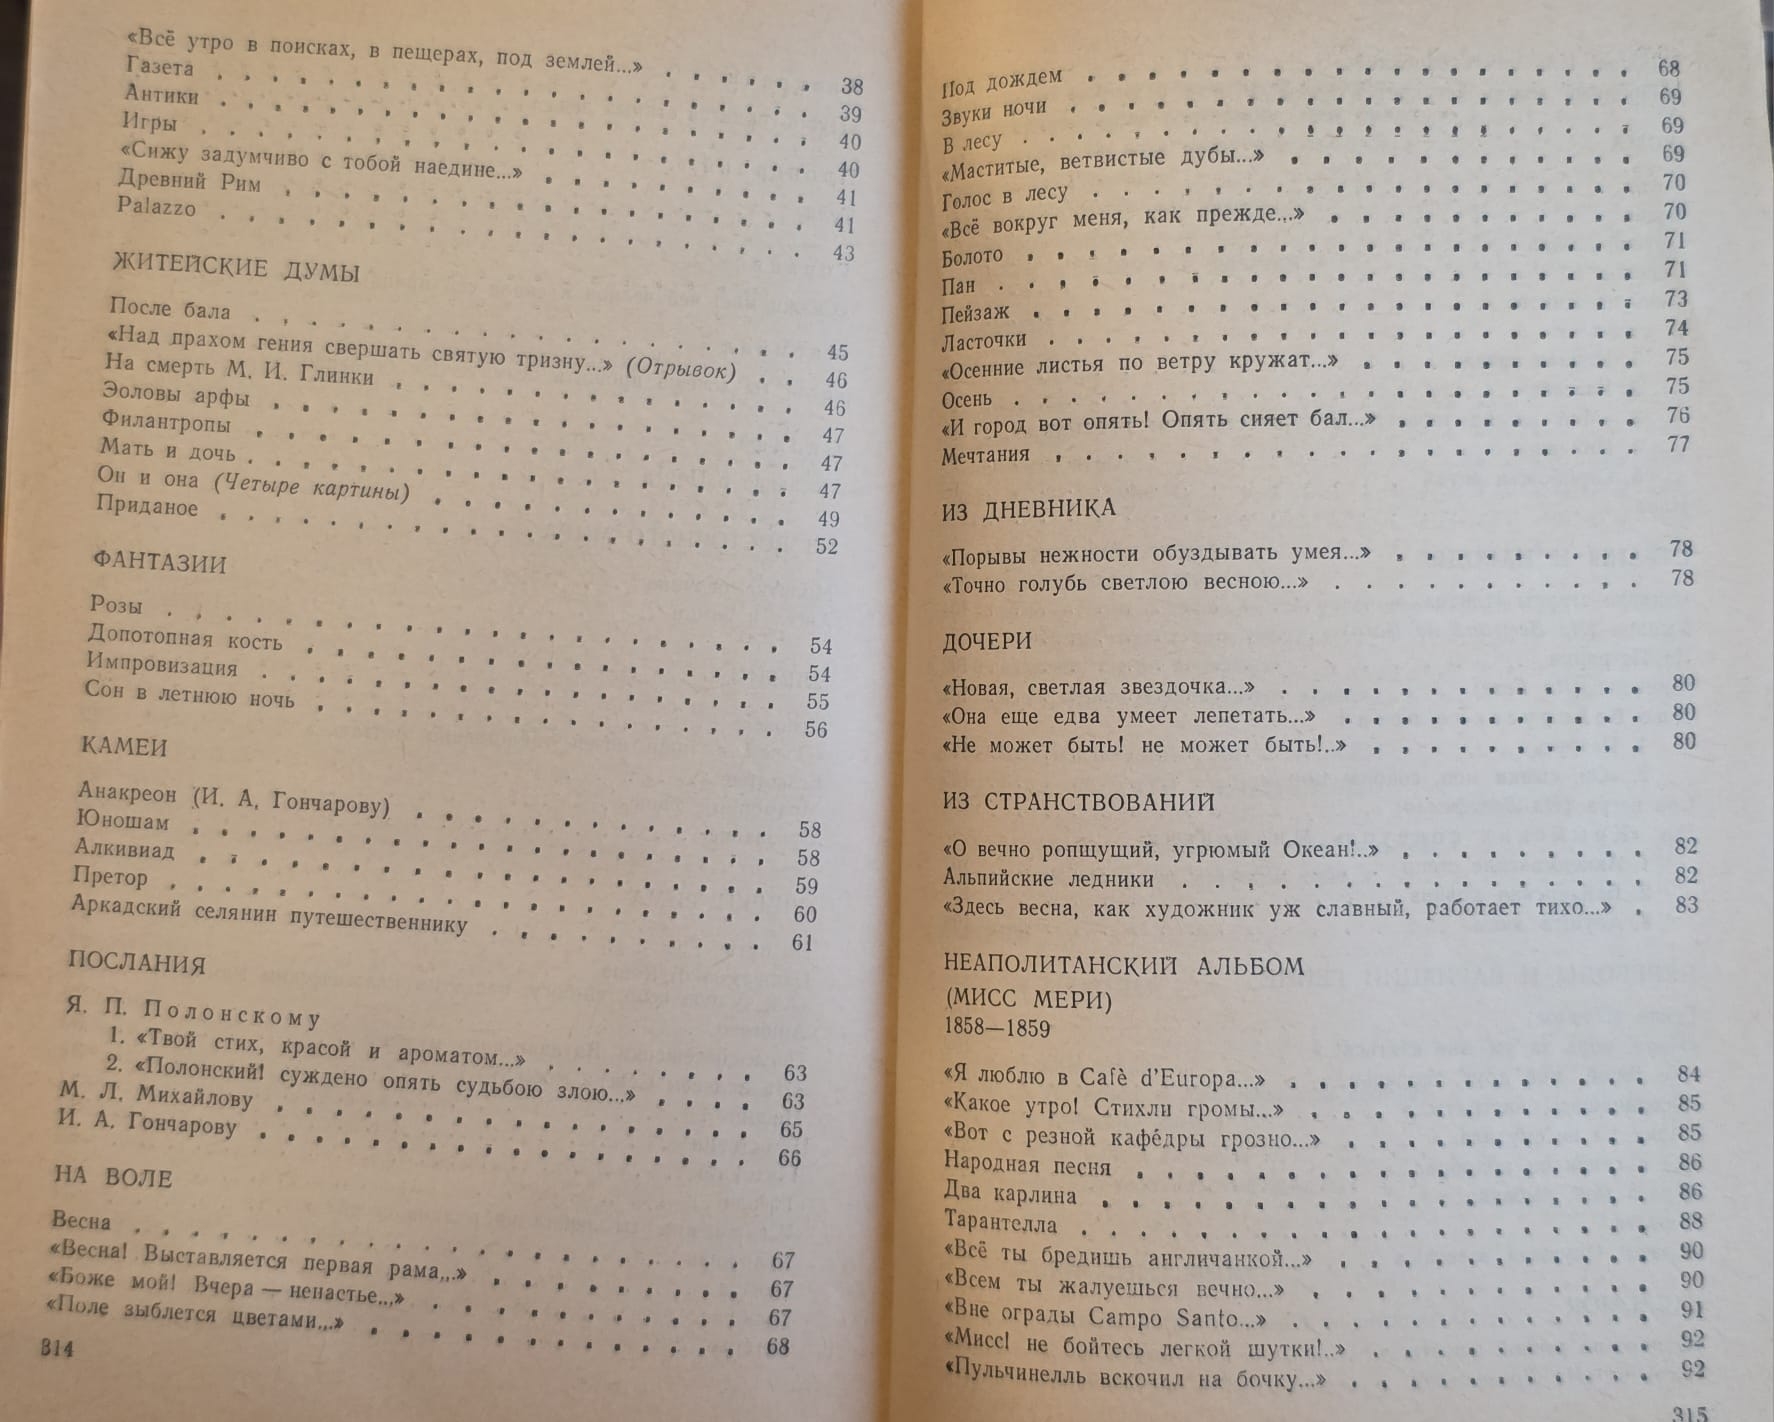 «Всё утро в поисках, в пещерах, под землей...» . . . . . . 38
Газета . . . . . . . . . . . . . . . . . . . . 39
Антики . . . . . . . . . . . . . . . . . . . . 40
Игры . . . . . . . . . . . . . . . . . . . . . 40
«Сижу задумчиво с тобой наедине...» . . . . . . . . . 41
Древний Рим . . . . . . . . . . . . . . . . . . 41
Palazzo . . . . . . . . . . . . . . . . . . . . 43
ЖИТЕЙСКИЕ ДУМЫ
После бала . . . . . . . . . . . . . . . . . . . 45
«Над прахом гения свершать святую тризну...» (Отрывок) . . 46
На смерть М. И. Глинки . . . . . . . . . . . . . . 46
Эоловы арфы . . . . . . . . . . . . . . . . . . 47
Филантропы . . . . . . . . . . . . . . . . . . . 47
Мать и дочь . . . . . . . . . . . . . . . . . . . 47
Он и она (Четыре картины) . . . . . . . . . . . . . 49
Приданое . . . . . . . . . . . . . . . . . . . . 52
ФАНТАЗИИ
Розы . . . . . . . . . . . . . . . . . . . . . 54
Допотопная кость . . . . . . . . . . . . . . . . 54
Импровизация . . . . . . . . . . . . . . . . . . 55
Сон в летнюю ночь . . . . . . . . . . . . . . . . 56
КАМЕИ
Анакреон (И. А. Гончарову) . . . . . . . . . . . . 58
Юношам . . . . . . . . . . . . . . . . . . . . 58
Алкивиад . . . . . . . . . . . . . . . . . . . . 59
Претор . . . . . . . . . . . . . . . . . . . . . 60
Аркадский селянин путешественнику . . . . . . . . . . 61
ПОСЛАНИЯ
Я. П. Полонскому
1. «Твой стих, красой и ароматом...» . . . . . . . 63
2. «Полонский! суждено опять судьбою злою...» . . . . 63
М. Л. Михайлову . . . . . . . . . . . . . . . . . 65
И. А. Гончарову . . . . . . . . . . . . . . . . . 66
НА ВОЛЕ
Весна . . . . . . . . . . . . . . . . . . . . . 67
«Весна! Выставляется первая рама...» . . . . . . . . . 67
«Боже мой! Вчера — ненастье...» . . . . . . . . . . . 67
«Поле зыблется цветами...» . . . . . . . . . . . . . 68
314
Под дождем . . . . . . . . . . . . . . . . . . . 68
Звуки ночи . . . . . . . . . . . . . . . . . . . 69
В лесу . . . . . . . . . . . . . . . . . . . . . 69
«Маститые, ветвистые дубы...» . . . . . . . . . . . . 69
Голос в лесу . . . . . . . . . . . . . . . . . . . 70
«Всё вокруг меня, как прежде...» . . . . . . . . . . . 70
Болото . . . . . . . . . . . . . . . . . . . . . 71
Пан . . . . . . . . . . . . . . . . . . . . . . 71
Пейзаж . . . . . . . . . . . . . . . . . . . . . 73
Ласточки . . . . . . . . . . . . . . . . . . . . 74
«Осенние листья по ветру кружат...» . . . . . . . . . . 75
Осень . . . . . . . . . . . . . . . . . . . . . 75
«И город вот опять! Опять сияет бал...» . . . . . . . . 76
Мечтания . . . . . . . . . . . . . . . . . . . . 77
ИЗ ДНЕВНИКА
«Порывы нежности обуздывать умея...» . . . . . . . . . 78
«Точно голубь светлою весною...» . . . . . . . . . . . 78
ДОЧЕРИ
«Новая, светлая звездочка...» . . . . . . . . . . . . 80
«Она еще едва умеет лепетать...» . . . . . . . . . . . 80
«Не может быть! не может быть!..» . . . . . . . . . . 80
ИЗ СТРАНСТВОВАНИЙ
«О вечно ропщущий, угрюмый Океан!..» . . . . . . . . . 82
Альпийские ледники . . . . . . . . . . . . . . . . 82
«Здесь весна, как художник уж славный, работает тихо...» . 83
НЕАПОЛИТАНСКИЙ АЛЬБОМ
(МИСС МЕРИ)
1858—1859
«Я люблю в Cafè d'Europa...» . . . . . . . . . . . . 84
«Какое утро! Стихли громы...» . . . . . . . . . . . . 85
«Вот с резной кафéдры грозно...» . . . . . . . . . . . 85
Народная песня . . . . . . . . . . . . . . . . . 86
Два карлина . . . . . . . . . . . . . . . . . . . 86
Тарантелла . . . . . . . . . . . . . . . . . . . 88
«Всё ты бредишь англичанкой...» . . . . . . . . . . . 90
«Всем ты жалуешься вечно...» . . . . . . . . . . . . 90
«Вне ограды Campo Santo...» . . . . . . . . . . . . 91
«Мисс! не бойтесь легкой шутки!..» . . . . . . . . . . 92
«Пульчинелль вскочил на бочку...» . . . . . . . . . . 92
315